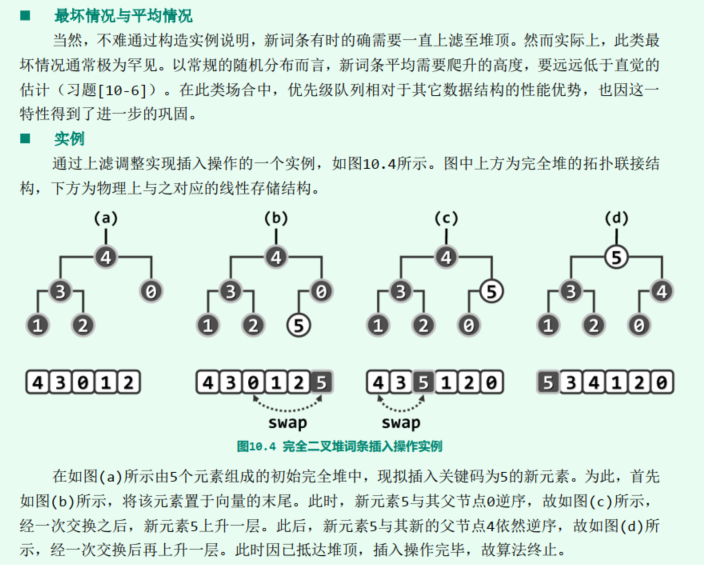 ■ 最坏情况与平均情况
当然，不难通过构造实例说明，新词条有时的确需要一直上滤至堆顶。然而实际上，此类最
坏情况通常极为罕见。以常规的随机分布而言，新词条平均需要爬升的高度，要远远低于直觉的
估计（习题[10-6]）。在此类场合中，优先级队列相对于其它数据结构的性能优势，也因这一
特性得到了进一步的巩固。
■ 实例
通过上滤调整实现插入操作的一个实例，如图10.4所示。图中上方为完全堆的拓扑联接结
构，下方为物理上与之对应的线性存储结构。
(a) (b) (c) (d)
4 4 4 5
3 0 3 0 3 5 3 4
1 2 1 2 5 1 2 0 1 2 0
4 3 0 1 2 4 3 0 1 2 5 4 3 5 1 2 0 5 3 4 1 2 0
swap swap
图10.4 完全二叉堆词条插入操作实例
在如图(a)所示由5个元素组成的初始完全堆中，现拟插入关键码为5的新元素。为此，首先
如图(b)所示，将该元素置于向量的末尾。此时，新元素5与其父节点0逆序，故如图(c)所示，
经一次交换之后，新元素5上升一层。此后，新元素5与其新的父节点4依然逆序，故如图(d)所
示，经一次交换后再上升一层。此时因已抵达堆顶，插入操作完毕，故算法终止。